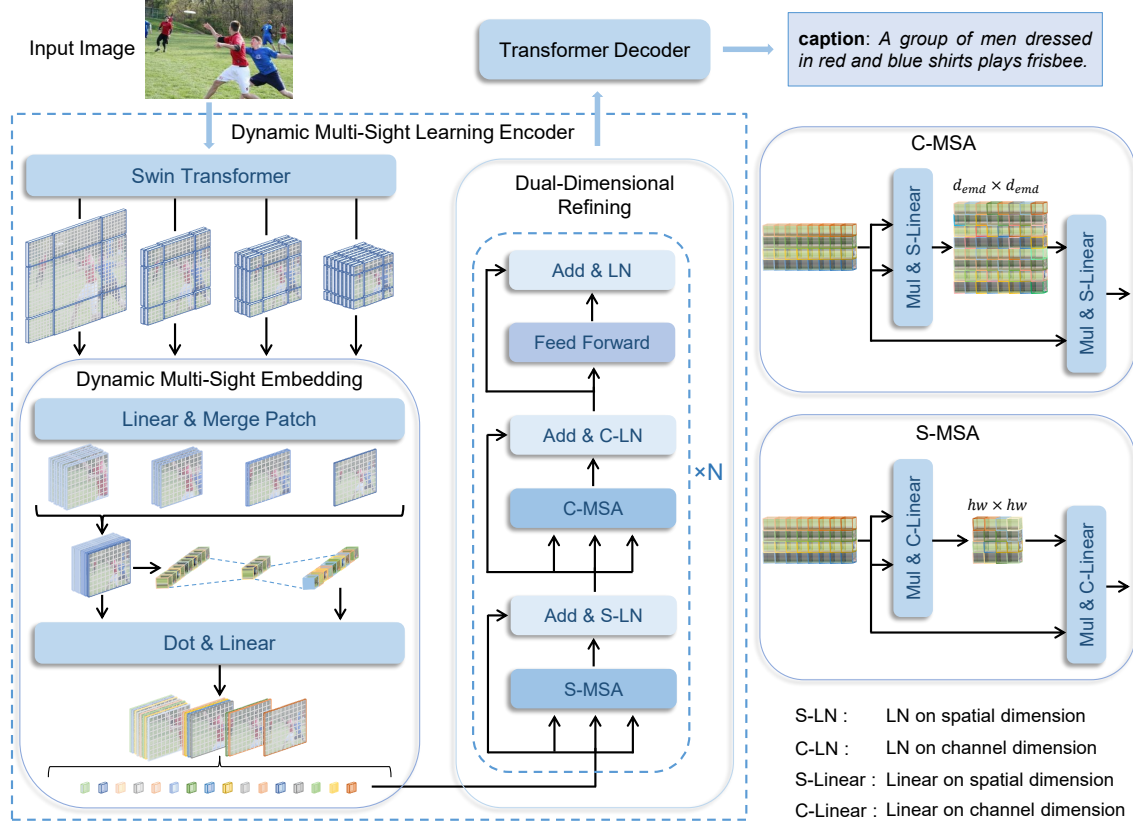 Input Image
Transformer Decoder
caption: A group of men dressed
in red and blue shirts plays frisbee.
Dynamic Multi-Sight Learning Encoder
Swin Transformer
Dynamic Multi-Sight Embedding
Linear & Merge Patch
Dot & Linear
Dual-Dimensional
Refining
Add & LN
Feed Forward
Add & C-LN
C-MSA
Add & S-LN
S-MSA
×N
C-MSA
Mul & S-Linear
d_emd × d_emd
Mul & S-Linear
S-MSA
Mul & C-Linear
hw × hw
Mul & C-Linear
S-LN : LN on spatial dimension
C-LN : LN on channel dimension
S-Linear : Linear on spatial dimension
C-Linear : Linear on channel dimension